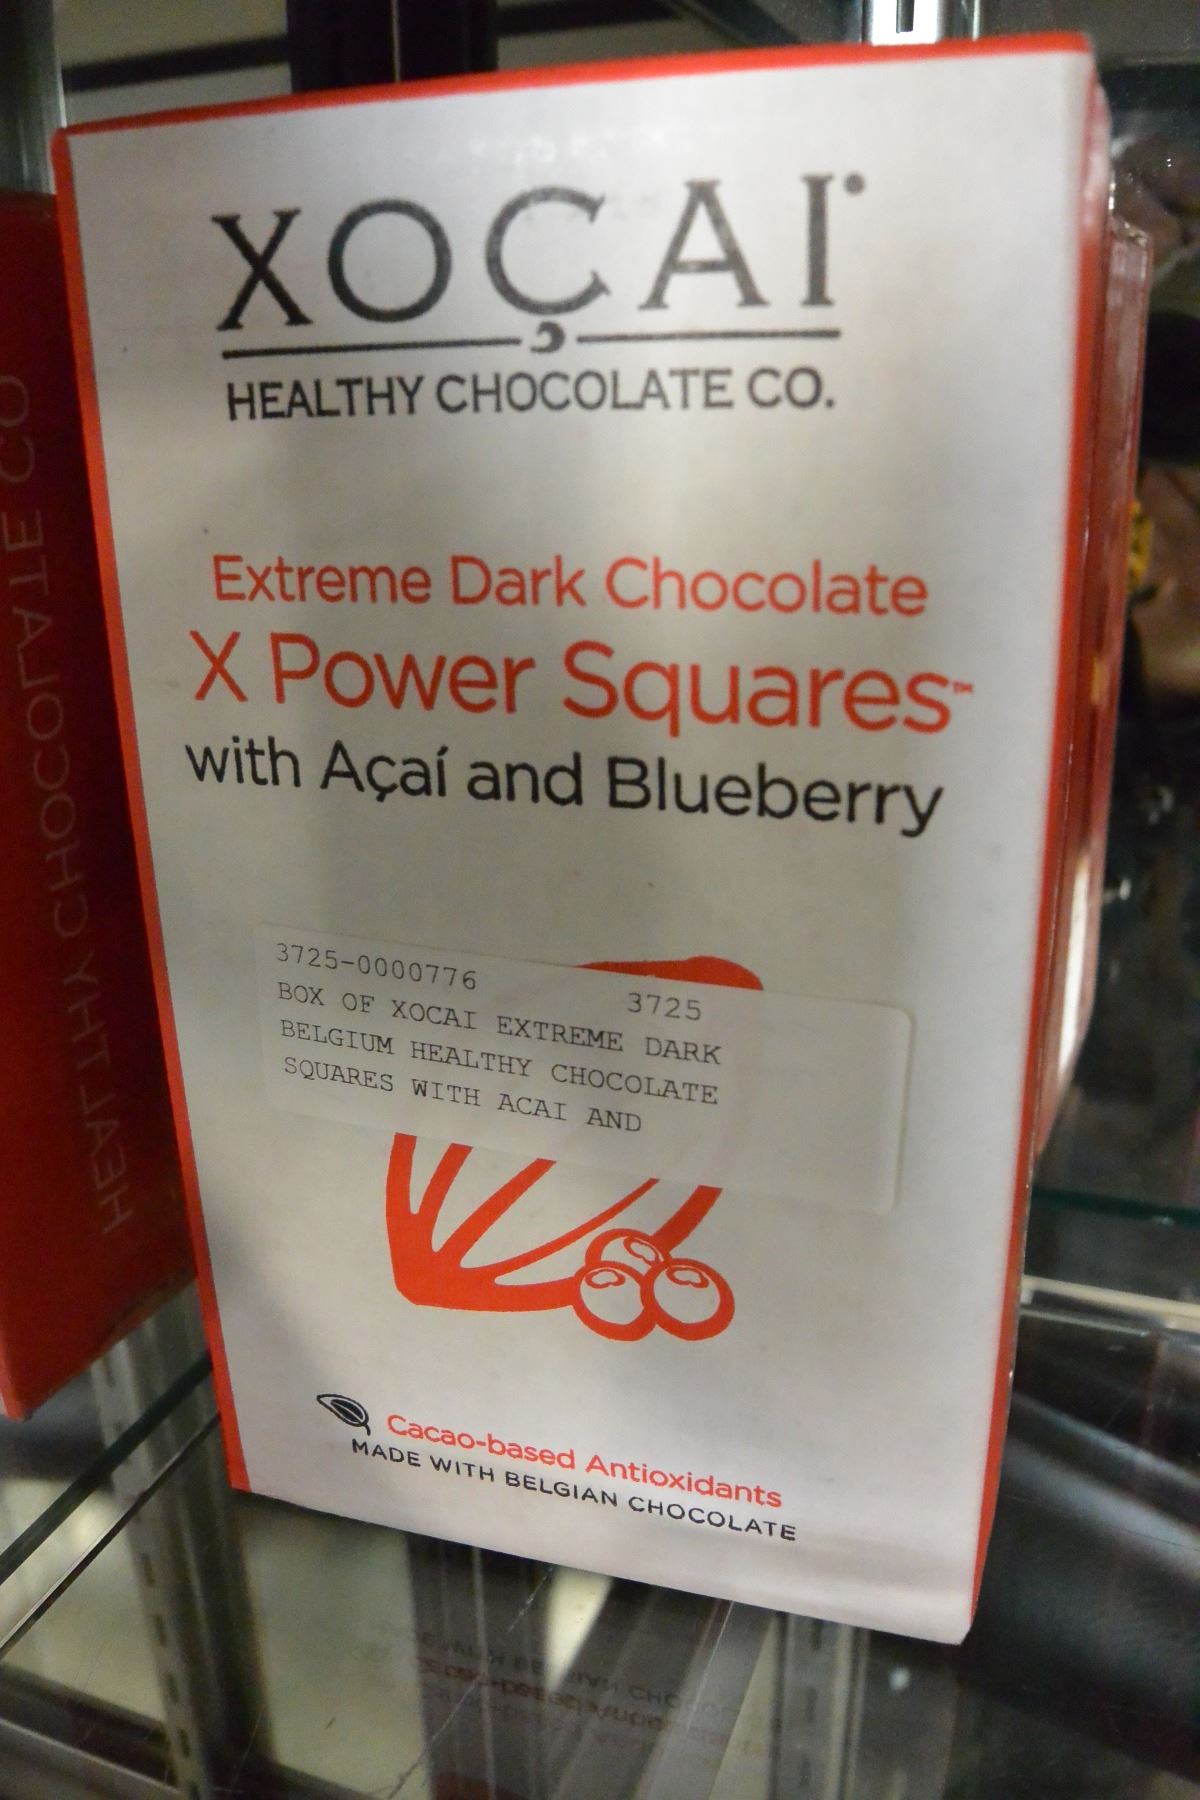 XOÇAI
HEALTHY CHOCOLATE CO.
Extreme Dark Chocolate
X Power Squares™
with Açaí and Blueberry
3725-0000776 3725
BOX OF XOCAI EXTREME DARK
BELGIUM HEALTHY CHOCOLATE
SQUARES WITH ACAI AND
Cacao-based Antioxidants
MADE WITH BELGIAN CHOCOLATE
HEALTHY CHOCOLATE CO